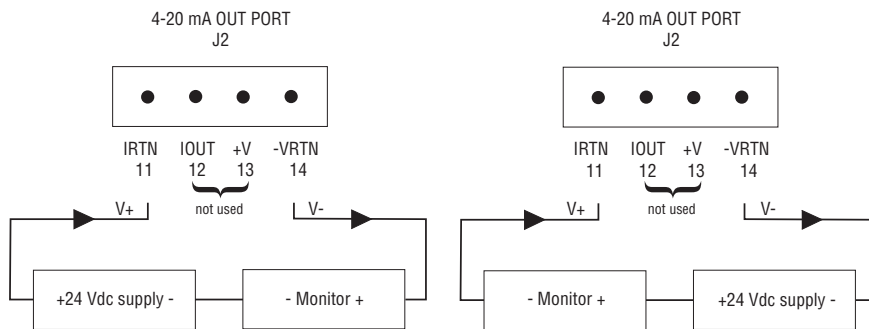 4-20 mA OUT PORT
J2
IRTN IOUT +V -VRTN
11 12 13 14
V+ not used V-
+24 Vdc supply - - Monitor +
4-20 mA OUT PORT
J2
IRTN IOUT +V -VRTN
11 12 13 14
V+ not used V-
- Monitor + +24 Vdc supply -